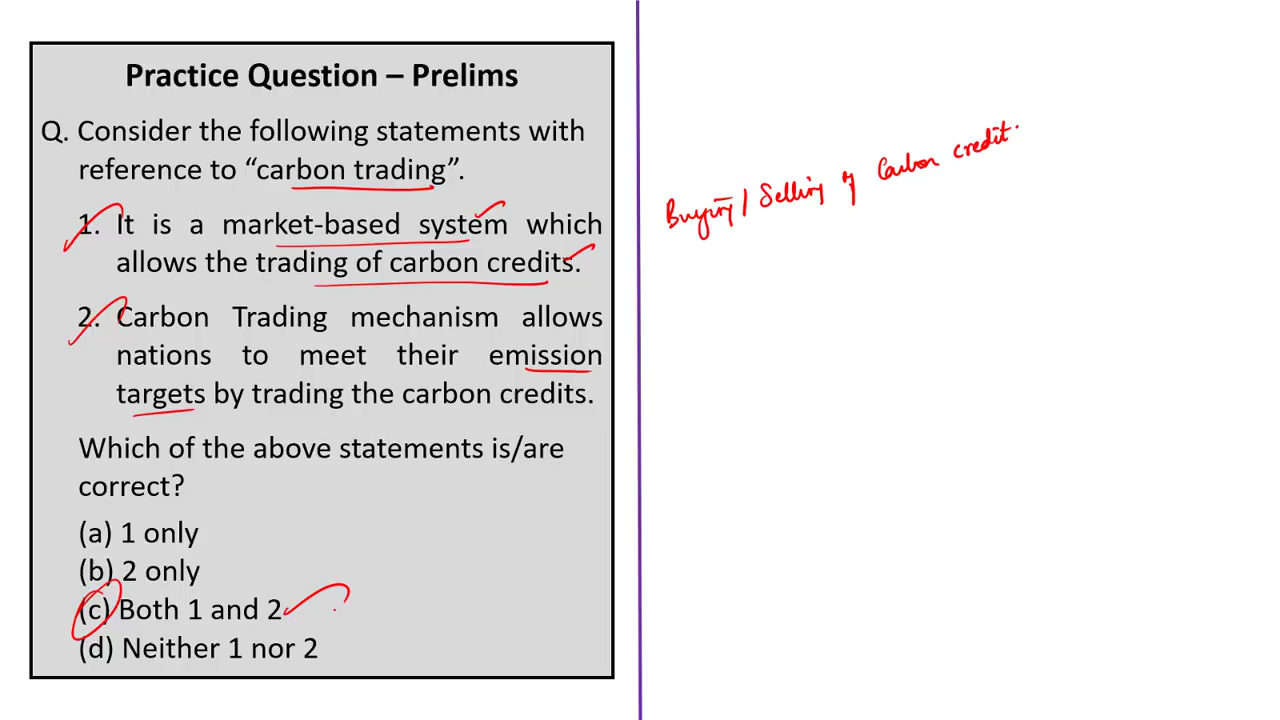 Practice Question – Prelims
Q. Consider the following statements with
reference to “carbon trading”.
1. It is a market-based system which
allows the trading of carbon credits.
2. Carbon Trading mechanism allows
nations to meet their emission
targets by trading the carbon credits.
Which of the above statements is/are
correct?
(a) 1 only
(b) 2 only
(c) Both 1 and 2
(d) Neither 1 nor 2
Buying / Selling of Carbon credit.